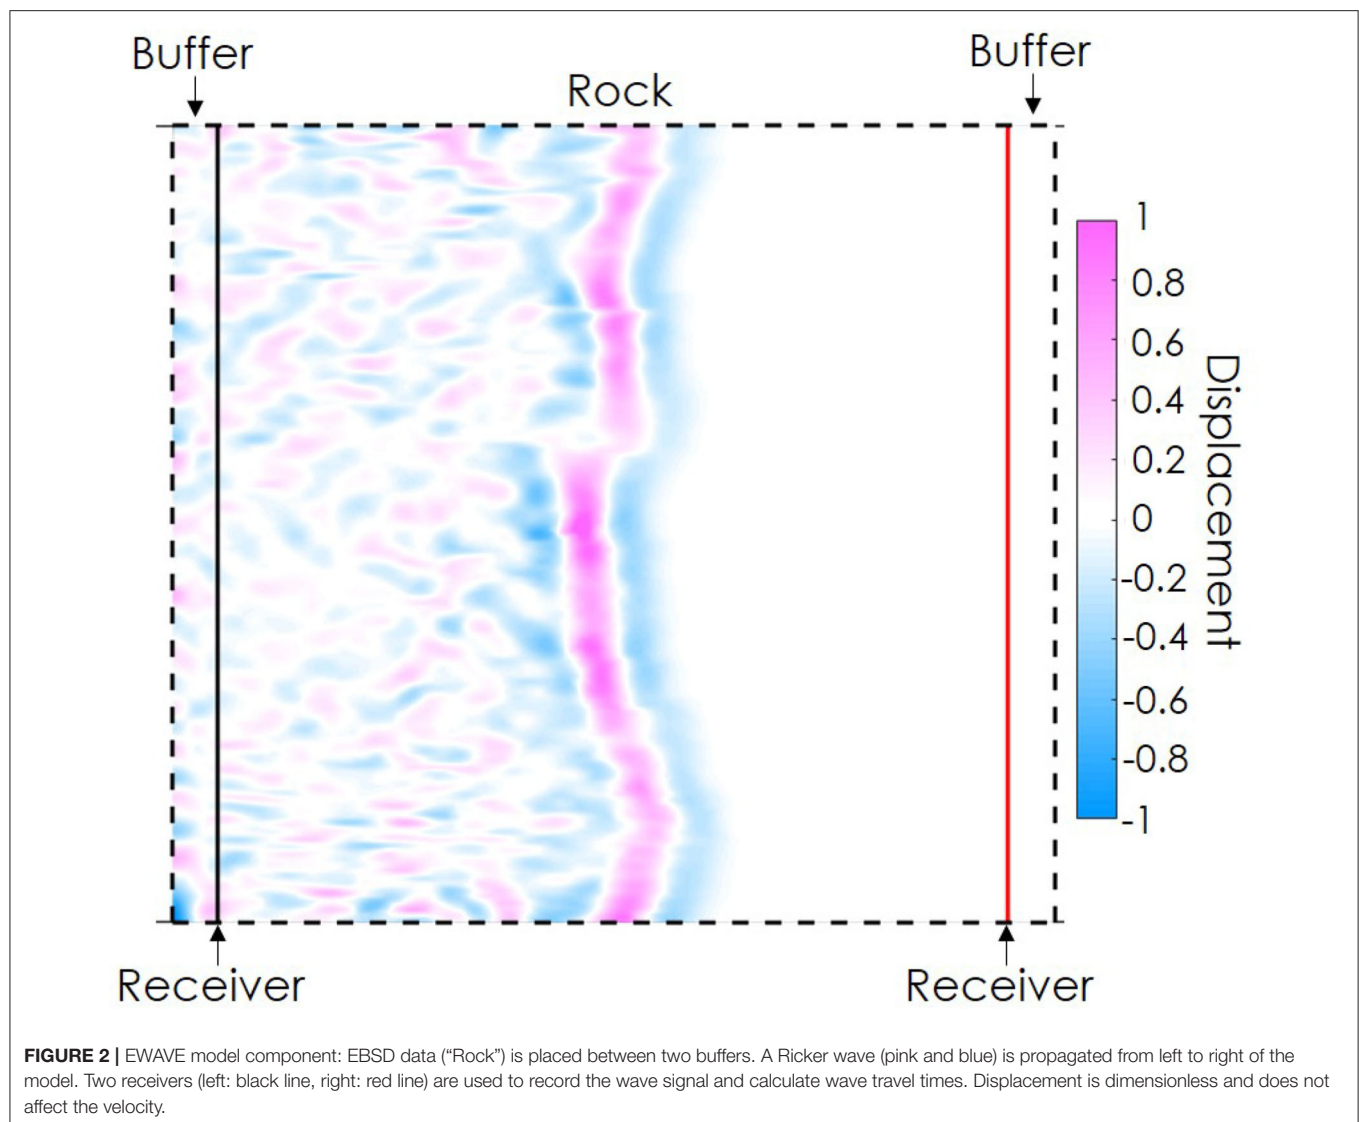 Buffer
Buffer
Rock
1
0.8
0.6
0.4
0.2
0
-0.2
-0.4
-0.6
-0.8
-1
Displacement
Receiver
Receiver
FIGURE 2 | EWAVE model component: EBSD data (“Rock”) is placed between two buffers. A Ricker wave (pink and blue) is propagated from left to right of the
model. Two receivers (left: black line, right: red line) are used to record the wave signal and calculate wave travel times. Displacement is dimensionless and does not
affect the velocity.